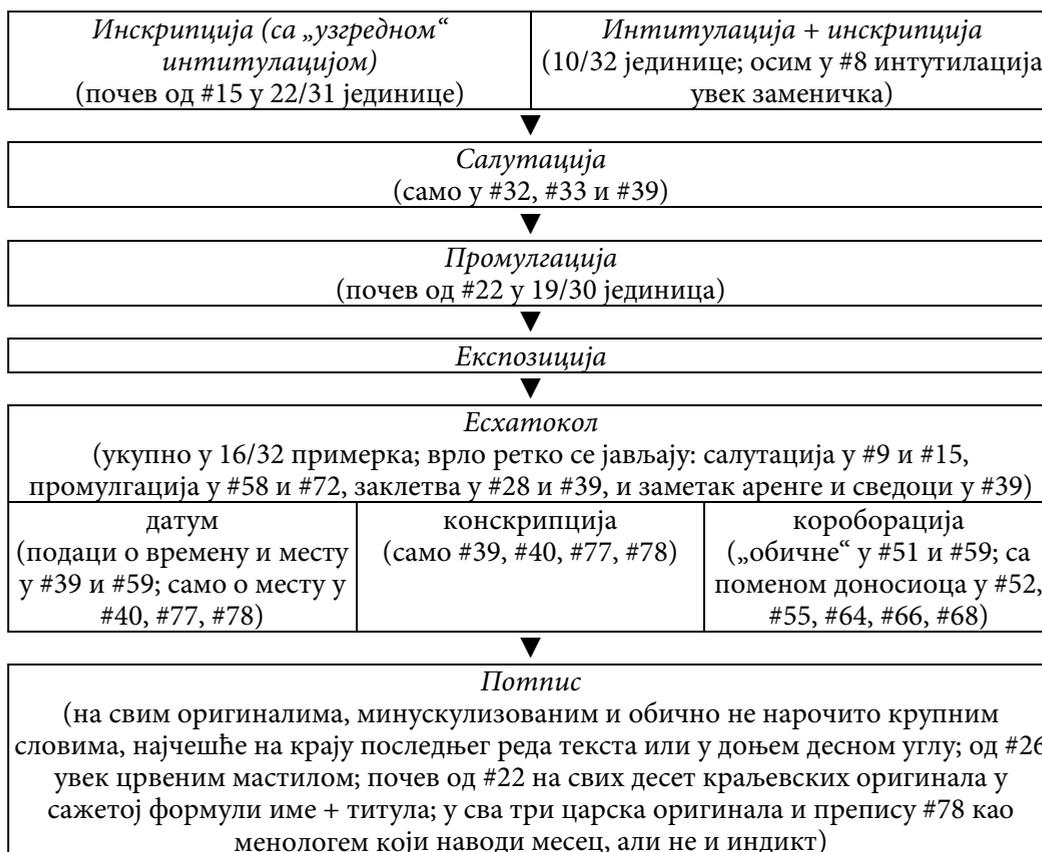 Инскрипција (са „узгредном“
интитулацијом)
(почев од #15 у 22/31 јединице)
Интитулација + инскрипција
(10/32 јединице; осим у #8 интутилација
увек заменичка)
Салутација
(само у #32, #33 и #39)
Промулгација
(почев од #22 у 19/30 јединица)
Експозиција
Есхатокол
(укупно у 16/32 примерка; врло ретко се јављају: салутација у #9 и #15,
промулгација у #58 и #72, заклетва у #28 и #39, и заметак аренге и сведоци у #39)
датум
(подаци о времену и месту
у #39 и #59; само о месту у
#40, #77, #78)
конскрипција
(само #39, #40, #77, #78)
короборација
(„обичне“ у #51 и #59; са
поменом доносиоца у #52,
#55, #64, #66, #68)
Потпис
(на свим оригиналима, минускулизованим и обично не нарочито крупним
словима, најчешће на крају последњег реда текста или у доњем десном углу; од #26
увек црвеним мастилом; почев од #22 на свих десет краљевских оригинала у
сажетој формули име + титула; у сва три царска оригинала и препису #78 као
менологем који наводи месец, али не и индикт)